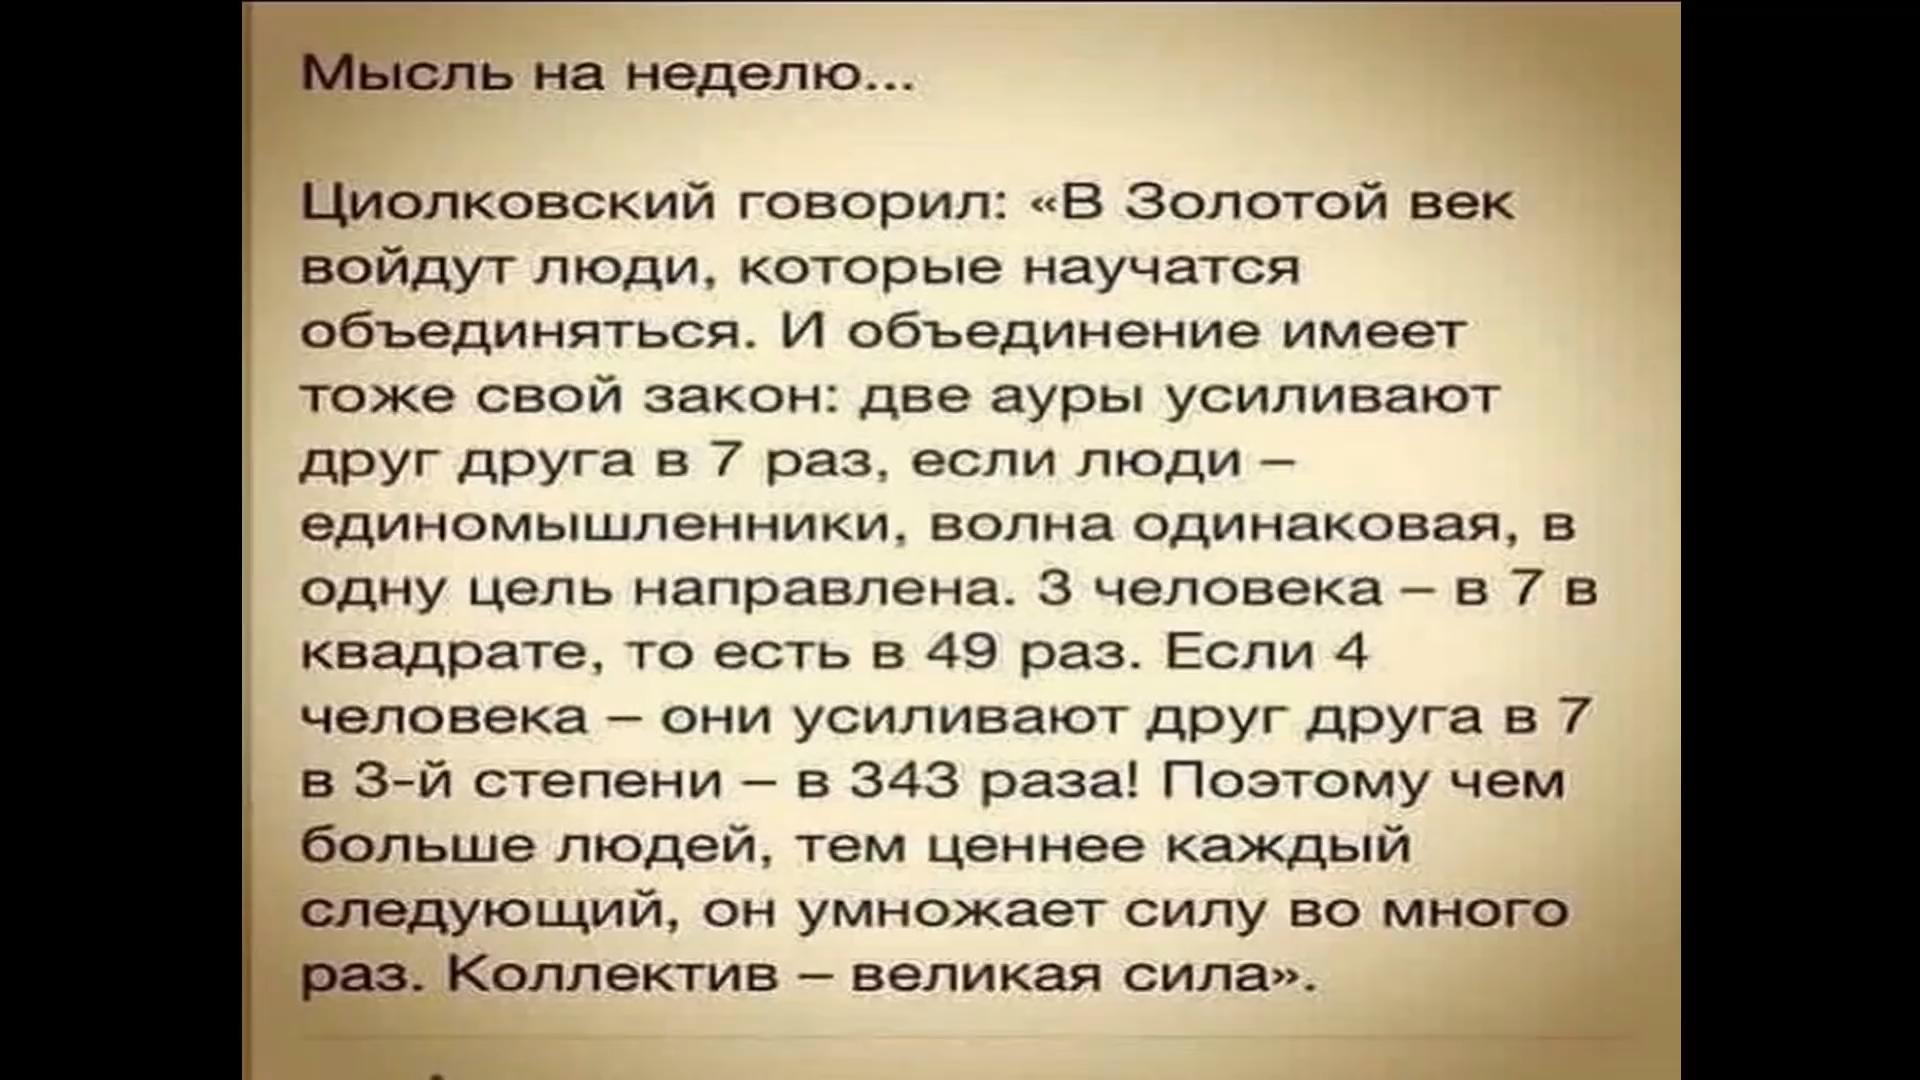 Мысль на неделю...
Циолковский говорил: «В Золотой век
войдут люди, которые научатся
объединяться. И объединение имеет
тоже свой закон: две ауры усиливают
друг друга в 7 раз, если люди –
единомышленники, волна одинаковая, в
одну цель направлена. 3 человека – в 7 в
квадрате, то есть в 49 раз. Если 4
человека – они усиливают друг друга в 7
в 3-й степени – в 343 раза! Поэтому чем
больше людей, тем ценнее каждый
следующий, он умножает силу во много
раз. Коллектив – великая сила».